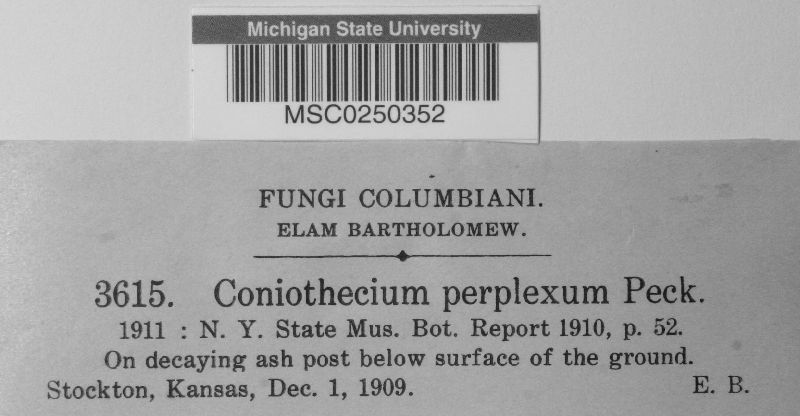 Michigan State University
MSC0250352
FUNGI COLUMBIANI.
ELAM BARTHOLOMEW.
3615. Coniothecium perplexum Peck.
1911 : N. Y. State Mus. Bot. Report 1910, p. 52.
On decaying ash post below surface of the ground.
Stockton, Kansas, Dec. 1, 1909. E. B.